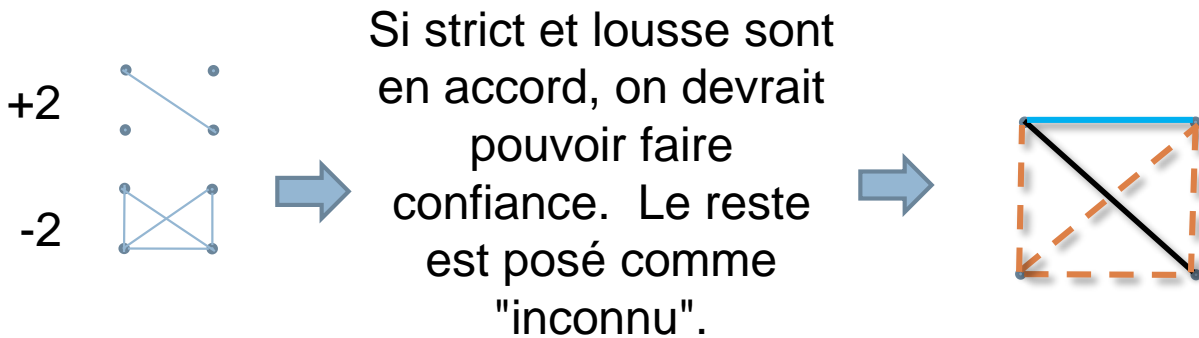 +2
-2
Si strict et lousse sont
en accord, on devrait
pouvoir faire
confiance.  Le reste
est posé comme
"inconnu".